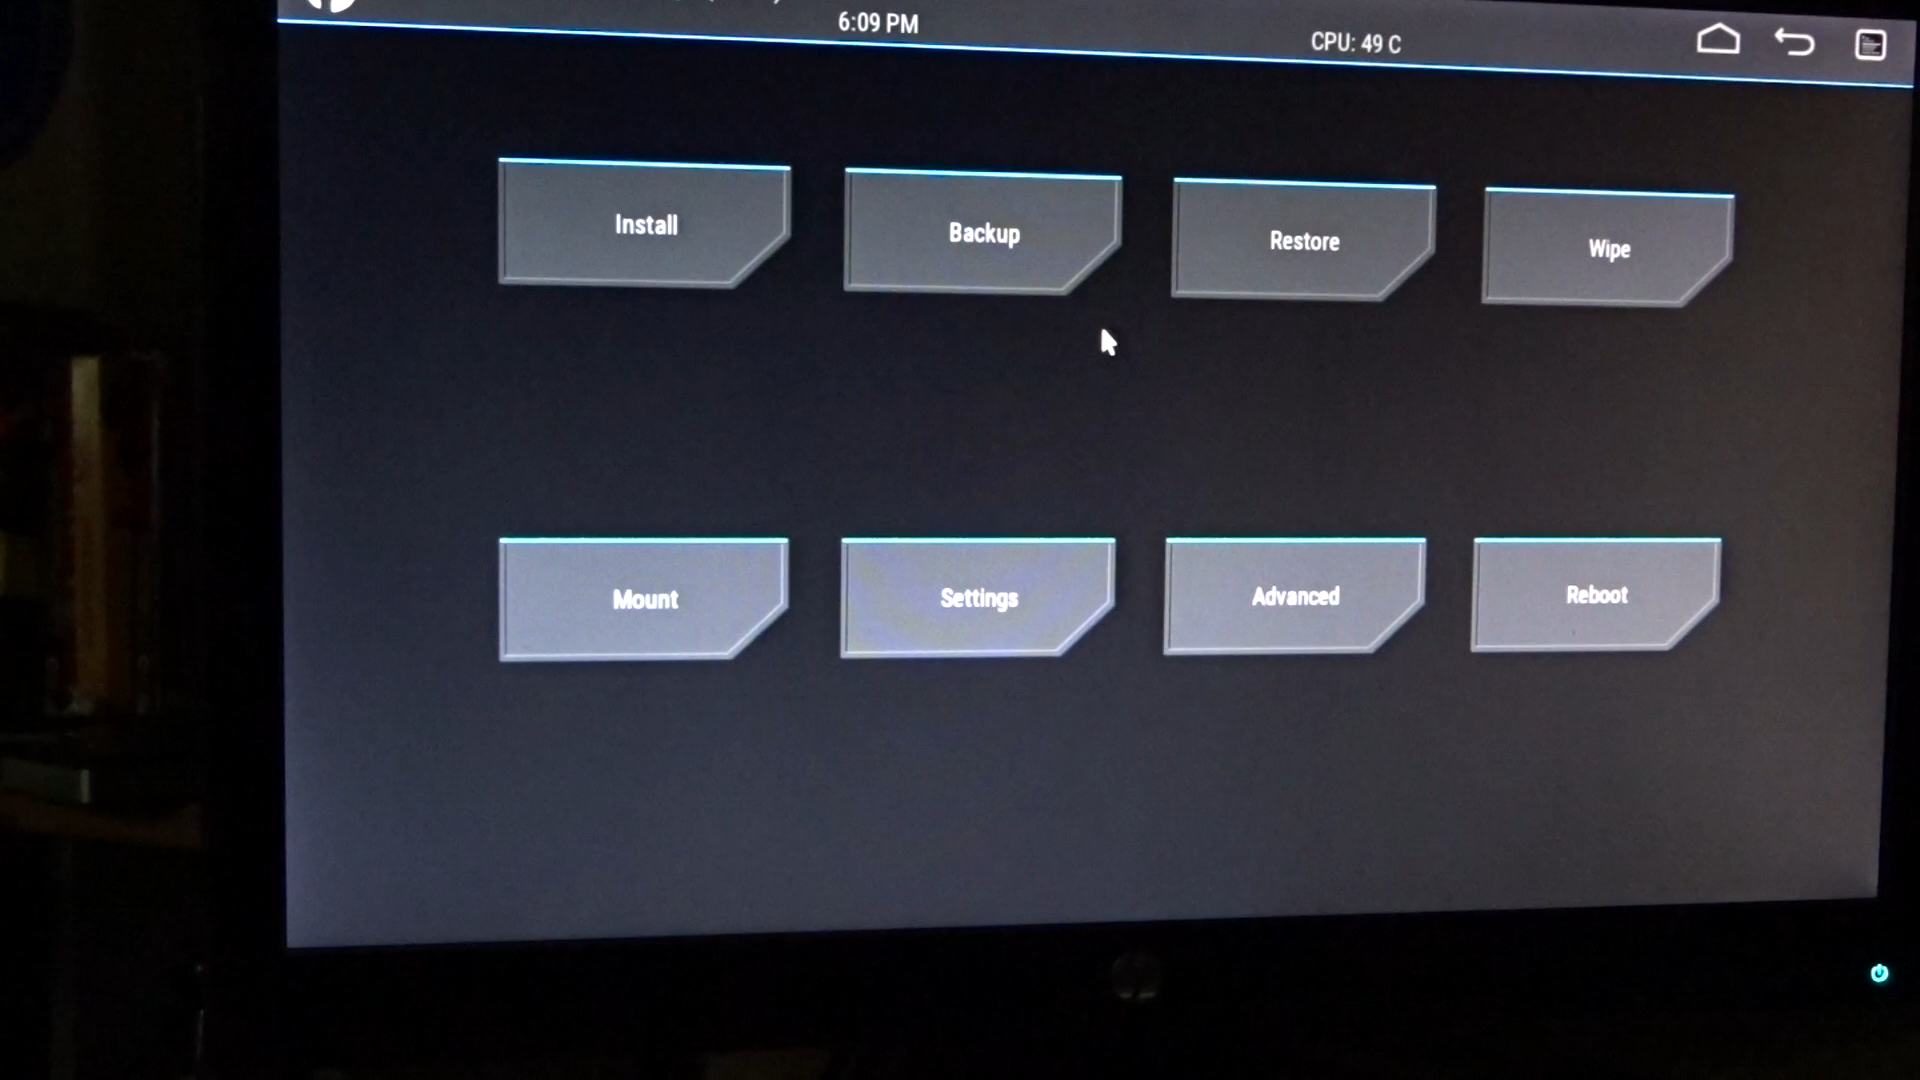 6:09 PM
CPU: 49 C
Install
Backup
Restore
Wipe
Mount
Settings
Advanced
Reboot